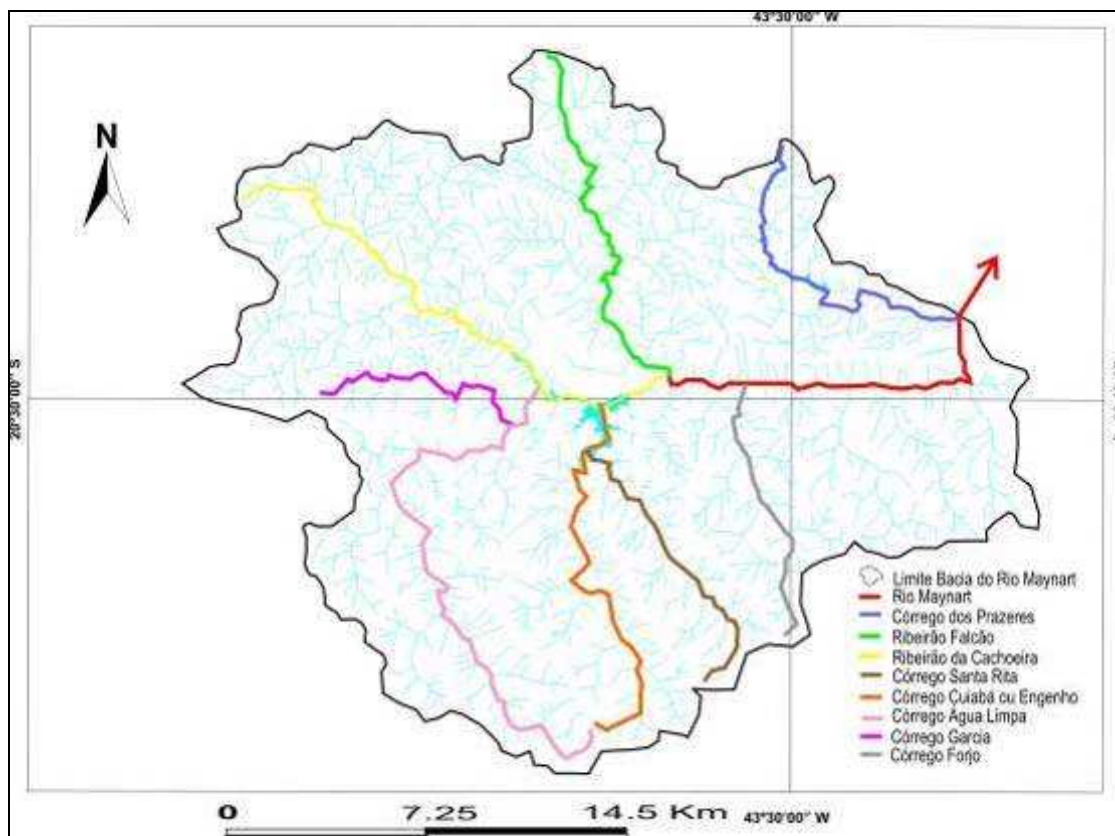 43°30'00" W
N
20°30'00" S
Limite Bacia do Rio Maynart
Rio Maynart
Córrego dos Prazeres
Ribeirão Falcão
Ribeirão da Cachoeira
Córrego Santa Rita
Córrego Cuiabá ou Engenho
Córrego Água Limpa
Córrego Garcia
Córrego Forjo
0 7.25 14.5 Km
43°30'00" W